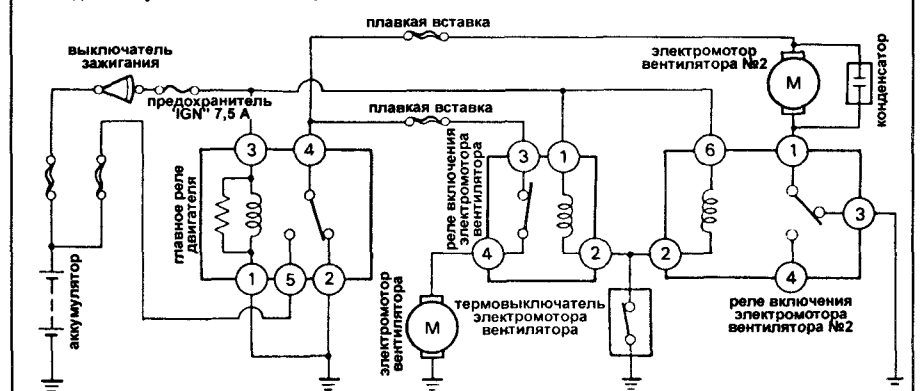 плавкая вставка
выключатель
зажигания
предохранитель
"IGN" 7,5 А
электромотор
вентилятора №2
M
конденсатор
плавкая вставка
3
4
главное реле
двигателя
1
5
2
аккумулятор
реле включения
электромотора
вентилятора
3
1
4
2
6
1
2
3
4
электромотор
вентилятора
M
термовыключатель
электромотора
вентилятора
реле включения
электромотора
вентилятора №2